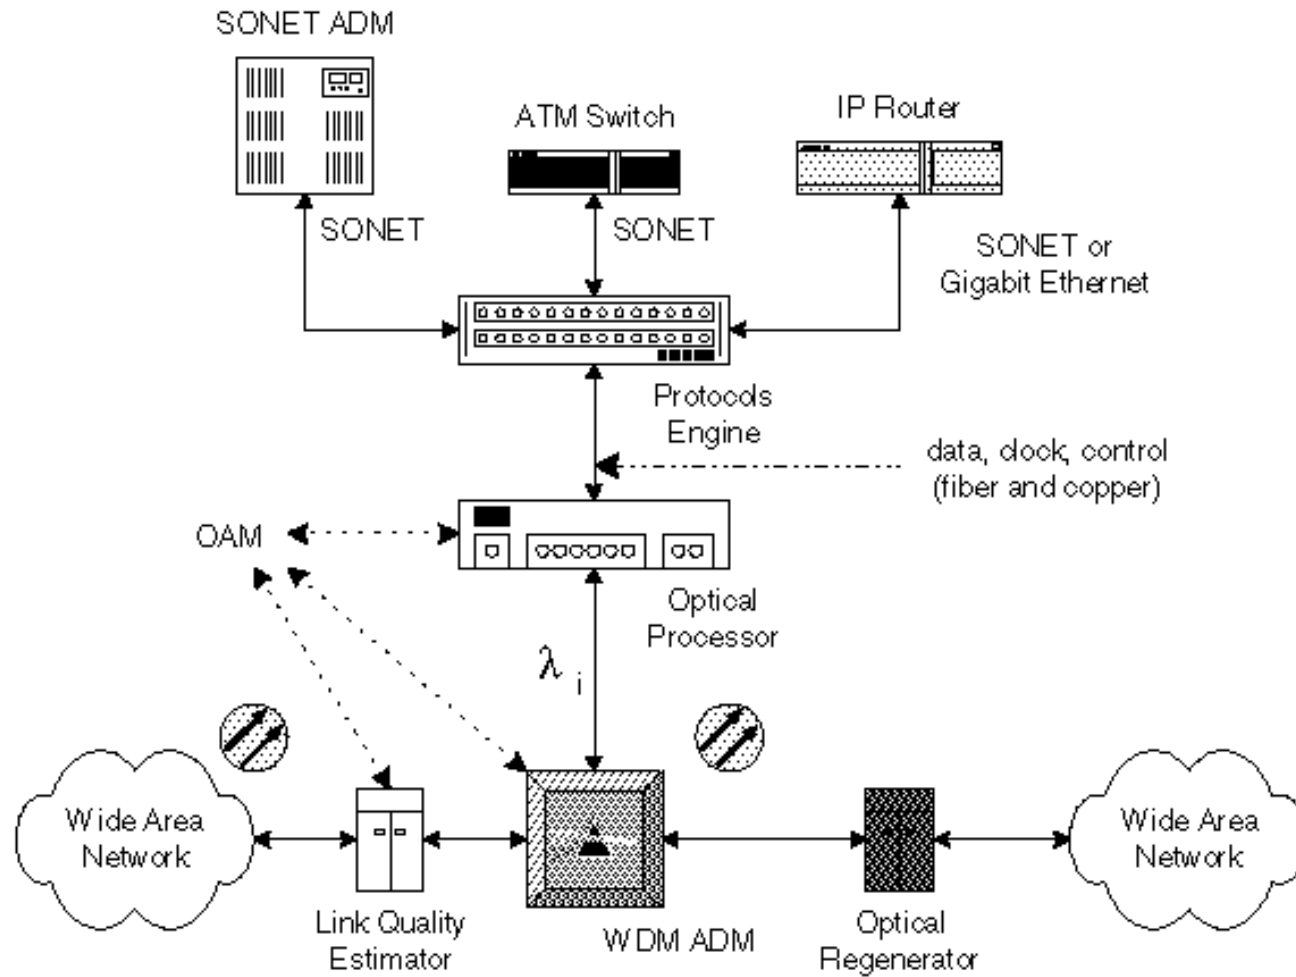 SONET ADM
ATM Switch
IP Router
SONET
SONET
SONET or
Gigabit Ethernet
Protocols
Engine
data, clock, control
(fiber and copper)
OAM
Optical
Processor
λ i
Wide Area
Network
Wide Area
Network
Link Quality
Estimator
WDM ADM
Optical
Regenerator